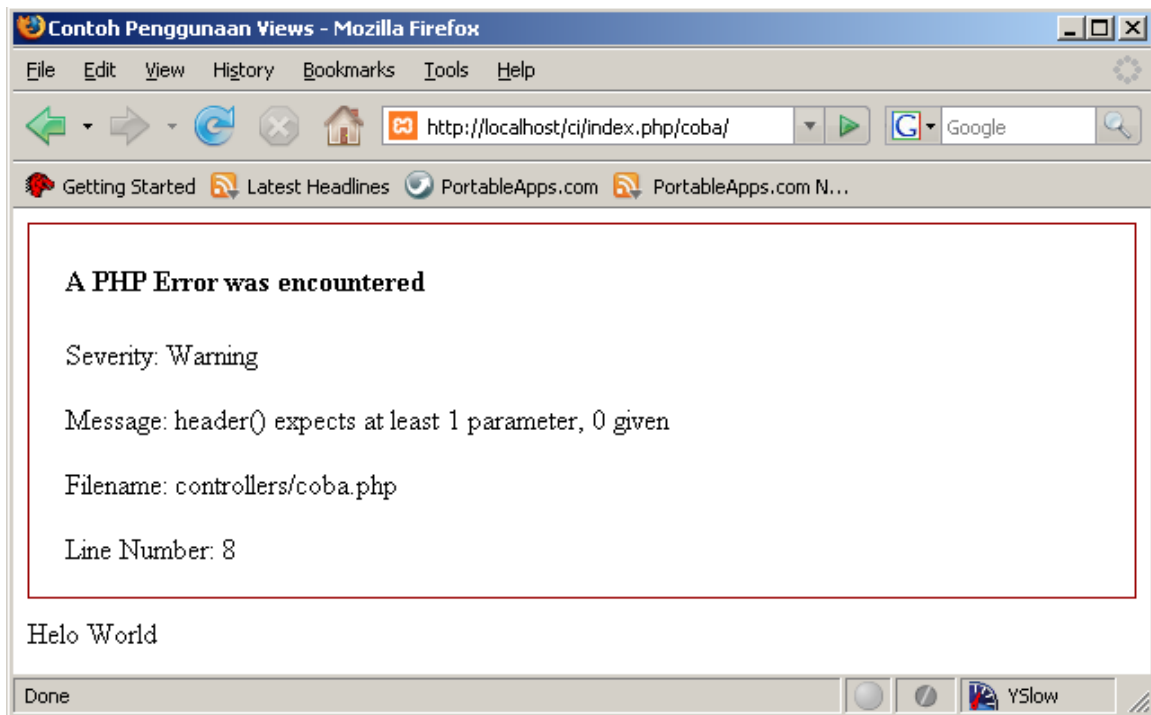 Contoh Penggunaan Views - Mozilla Firefox
File Edit View History Bookmarks Tools Help
http://localhost/ci/index.php/coba/ G Google
Getting Started Latest Headlines PortableApps.com PortableApps.com N...
A PHP Error was encountered
Severity: Warning
Message: header() expects at least 1 parameter, 0 given
Filename: controllers/coba.php
Line Number: 8
Helo World
Done YSlow